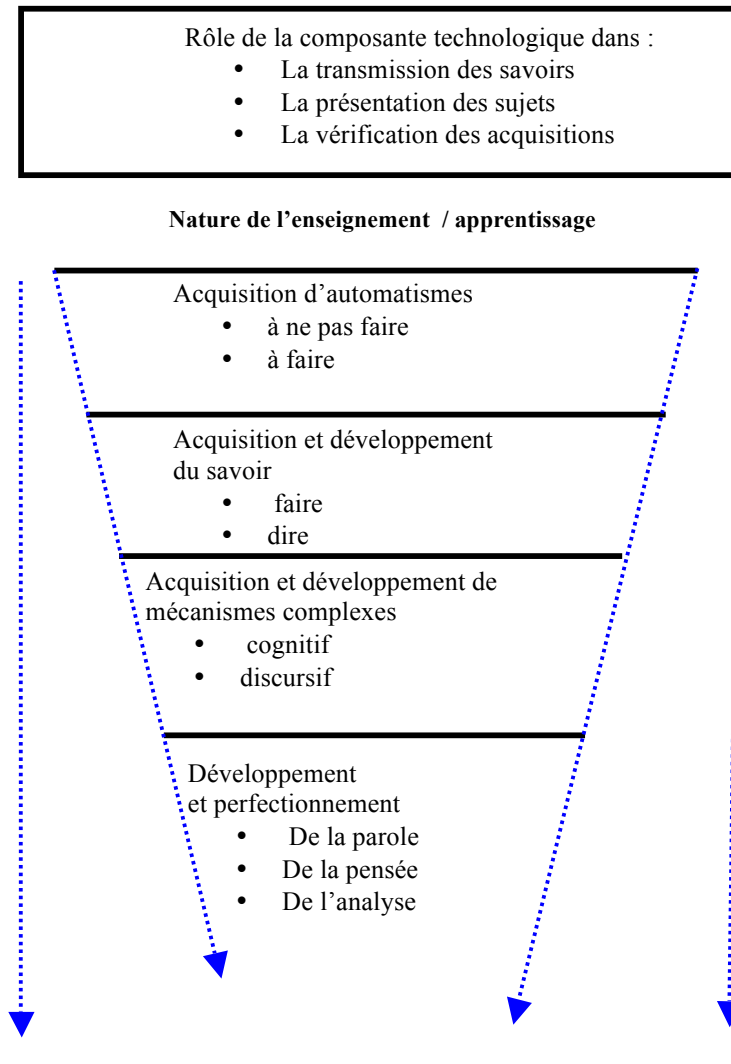 Rôle de la composante technologique dans :
• La transmission des savoirs
• La présentation des sujets
• La vérification des acquisitions
Nature de l’enseignement / apprentissage
Acquisition d’automatismes
• à ne pas faire
• à faire
Acquisition et développement
du savoir
• faire
• dire
Acquisition et développement de
mécanismes complexes
• cognitif
• discursif
Développement
et perfectionnement
• De la parole
• De la pensée
• De l’analyse